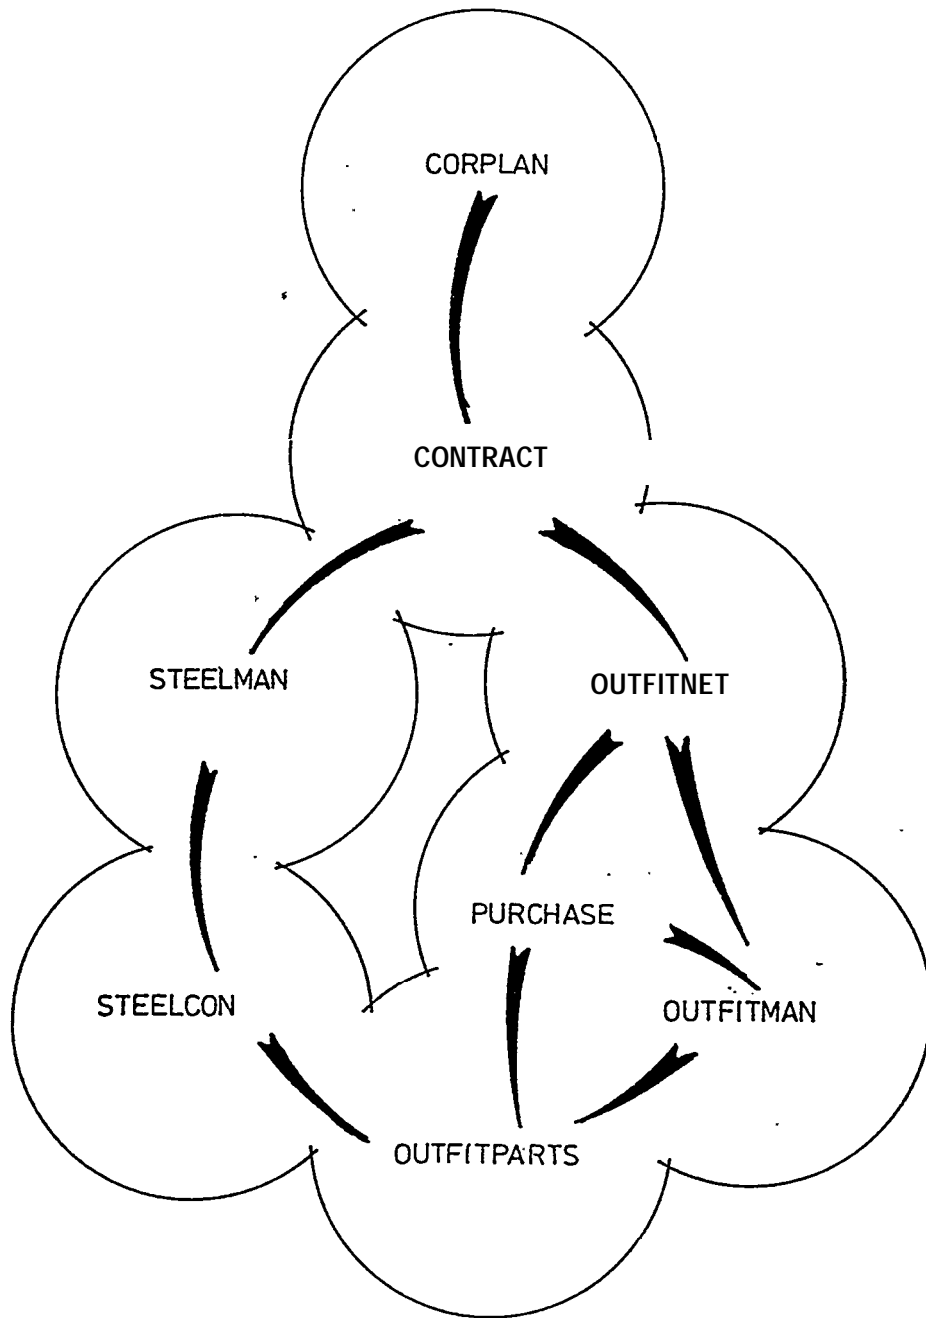 CORPLAN
CONTRACT
STEELMAN
OUTFITNET
PURCHASE
STEELCON
OUTFITMAN
OUTFITPARTS